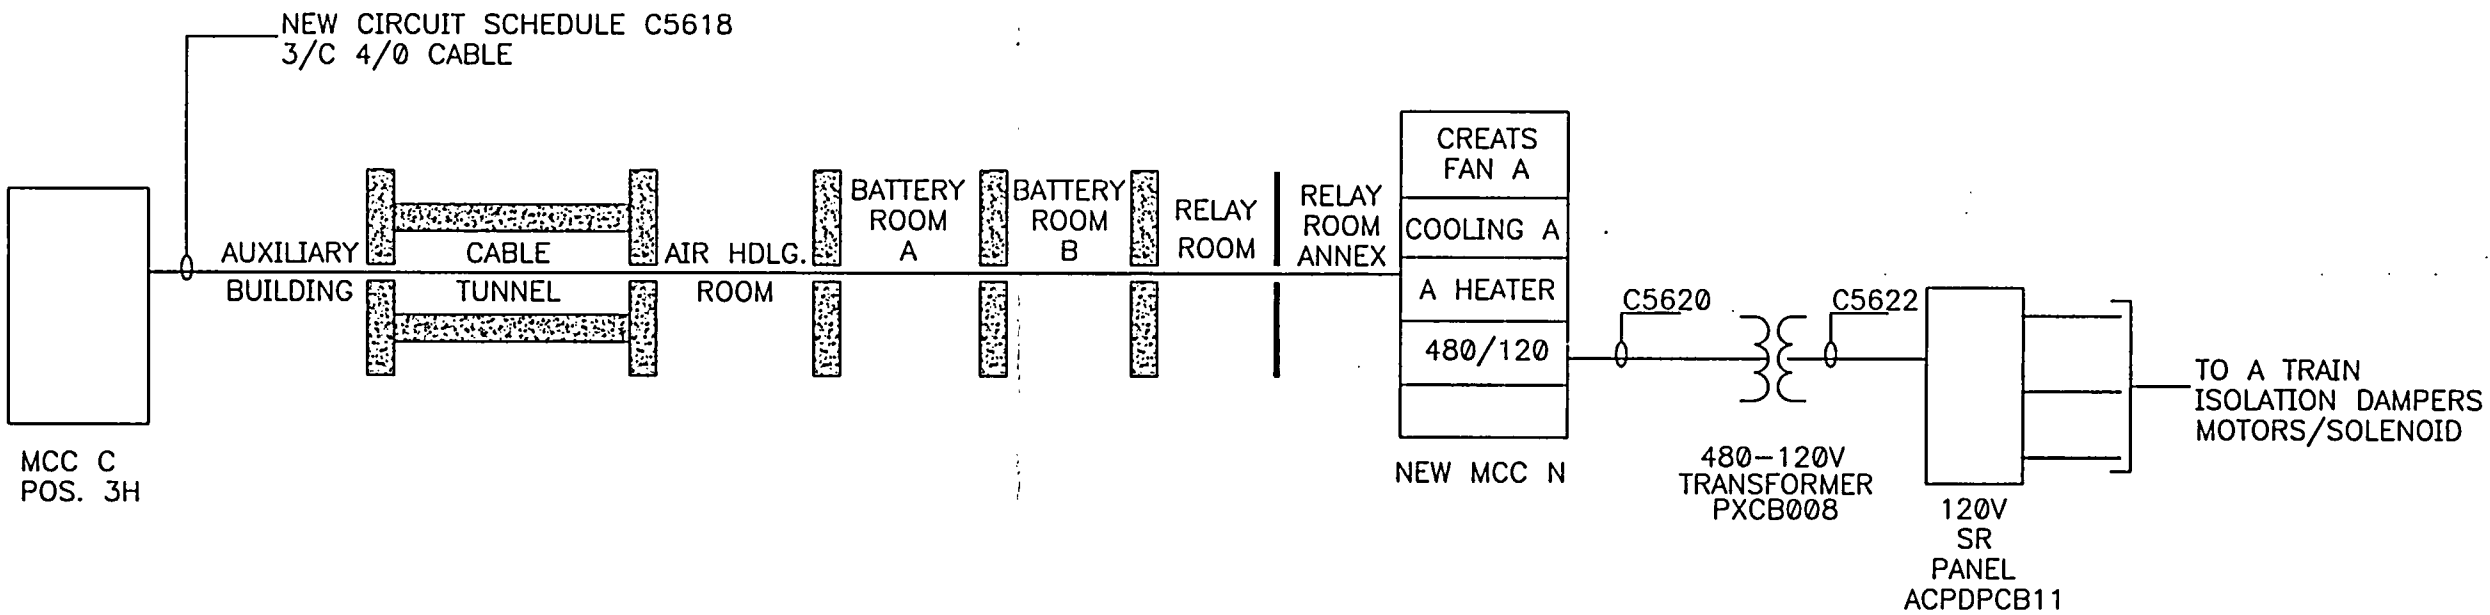 NEW CIRCUIT SCHEDULE C5618
3/C 4/0 CABLE
MCC C
POS. 3H
AUXILIARY
BUILDING
CABLE
TUNNEL
AIR HDLG.
ROOM
BATTERY
ROOM
A
BATTERY
ROOM
B
RELAY
ROOM
RELAY
ROOM
ANNEX
CREATS
FAN A
COOLING A
A HEATER
480/120
NEW MCC N
C5620
480-120V
TRANSFORMER
PXCB008
C5622
120V
SR
PANEL
ACPDPCB11
TO A TRAIN
ISOLATION DAMPERS
MOTORS/SOLENOID